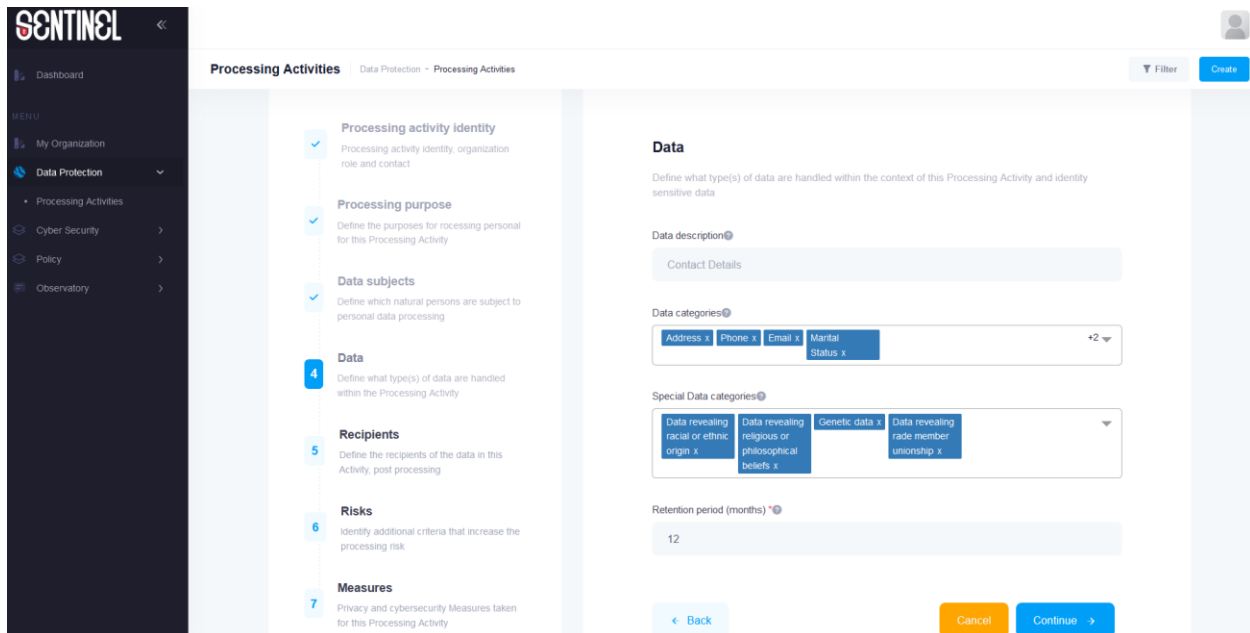 SENTINEL
Dashboard
MENU
My Organization
Data Protection
Processing Activities
Cyber Security
Policy
Observatory
Processing Activities
Data Protection - Processing Activities
Filter
Create
Processing activity identity
Processing activity identity, organization
role and contact
Processing purpose
Define the purposes for rocessing personal
for this Processing Activity
Data subjects
Define which natural persons are subject to
personal data processing
4
Data
Define what type(s) of data are handled
within the Processing Activity
5
Recipients
Define the recipients of the data in this
Activity, post processing
6
Risks
Identify additional criteria that increase the
processing risk
7
Measures
Privacy and cybersecurity Measures taken
for this Processing Activity
Data
Define what type(s) of data are handled within the context of this Processing Activity and identity
sensitive data
Data description
Contact Details
Data categories
Address x Phone x Email x Marital
Status x
+2
Special Data categories
Data revealing
racial or ethnic
origin x
Data revealing
religious or
philosophical
beliefs x
Genetic data x
Data revealing
rade member
unionship x
Retention period (months) *
12
Back
Cancel
Continue